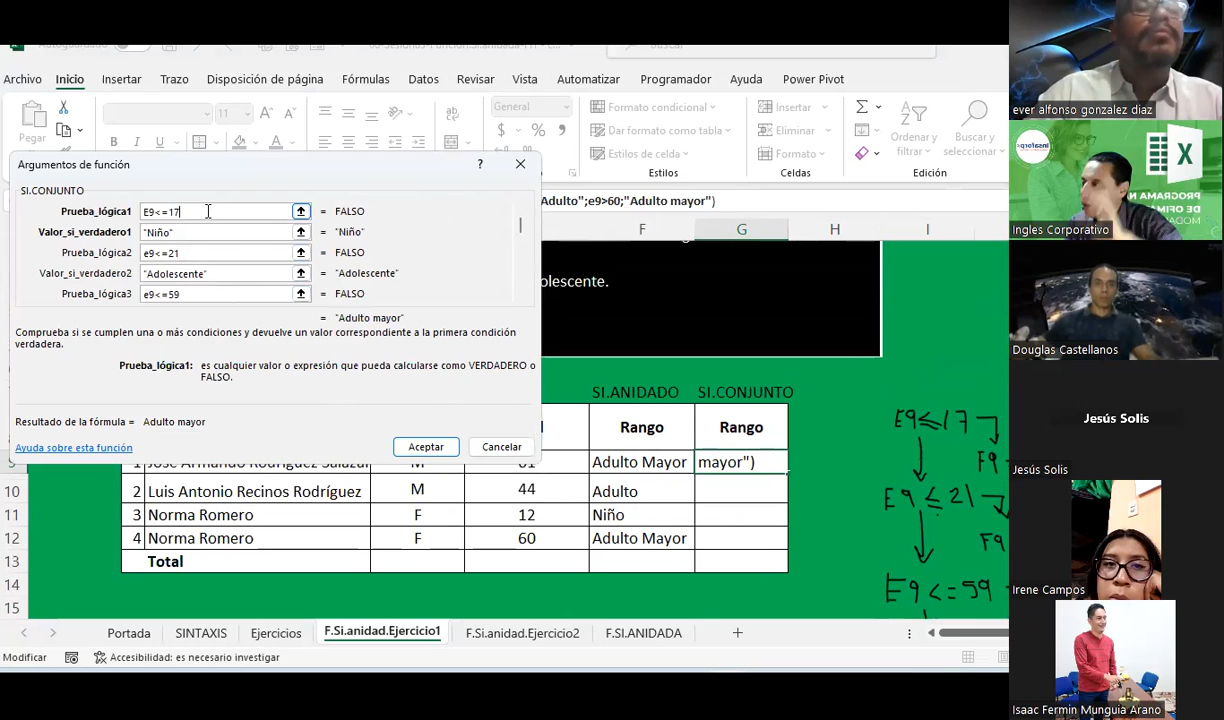 Archivo Inicio Insertar Trazo Disposición de página Fórmulas Datos Revisar Vista Automatizar Programador Ayuda Power Pivot
Pegar
11
General
Formato condicional
Dar formato como tabla
Estilos de celda
Estilos
Insertar
Eliminar
Formato
Celdas
Ordenar y filtrar
Buscar y seleccionar
Edición
Argumentos de función
SI.CONJUNTO
Prueba_lógica1 E9<=17 = FALSO
Valor_si_verdadero1 "Niño" = "Niño"
Prueba_lógica2 e9<=21 = FALSO
Valor_si_verdadero2 "Adolescente" = "Adolescente"
Prueba_lógica3 e9<=59 = FALSO
= "Adulto mayor"
Comprueba si se cumplen una o más condiciones y devuelve un valor correspondiente a la primera condición
verdadera.
Prueba_lógica1: es cualquier valor o expresión que pueda calcularse como VERDADERO o
FALSO.
Resultado de la fórmula = Adulto mayor
Ayuda sobre esta función
Aceptar Cancelar
Adulto";e9>60;"Adulto mayor")
F G H I
olescente.
SI.ANIDADO SI.CONJUNTO
Rango Rango
Adulto Mayor mayor")
10 2 Luis Antonio Recinos Rodríguez M 44 Adulto
11 3 Norma Romero F 12 Niño
12 4 Norma Romero F 60 Adulto Mayor
13 Total
14
15
E9≤17
F9
E9≤21
F9
E9<=59
Portada SINTAXIS Ejercicios F.Si.anidad.Ejercicio1 F.Si.anidad.Ejercicio2 F.SI.ANIDADA
Modificar Accesibilidad: es necesario investigar
ever alfonso gonzalez diaz
Insaforp
X
Ingles Corporativo
Douglas Castellanos
Jesús Solis
Jesús Solis
Irene Campos
Isaac Fermin Munguia Arano